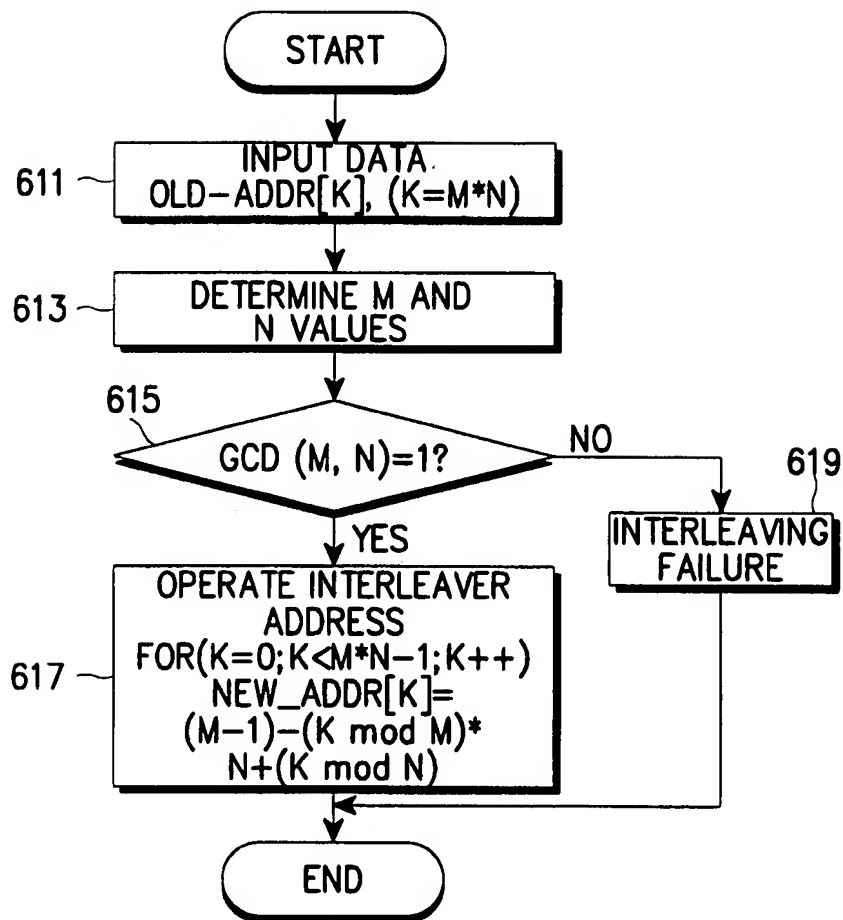 START
611
INPUT DATA
OLD-ADDR[K], (K=M*N)
613
DETERMINE M AND
N VALUES
615
GCD (M, N)=1?
NO
619
INTERLEAVING
FAILURE
YES
617
OPERATE INTERLEAVER
ADDRESS
FOR(K=0;K<M*N-1;K++)
NEW_ADDR[K]=
(M-1)-(K mod M)*
N+(K mod N)
END